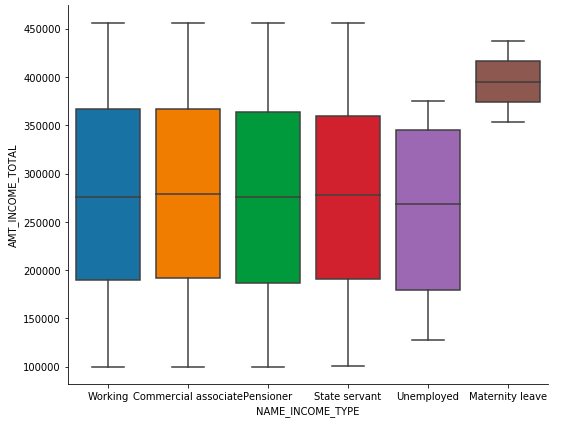 450000
400000
350000
300000
250000
200000
150000
100000
AMT_INCOME_TOTAL
Working Commercial associate Pensioner State servant Unemployed Maternity leave
NAME_INCOME_TYPE